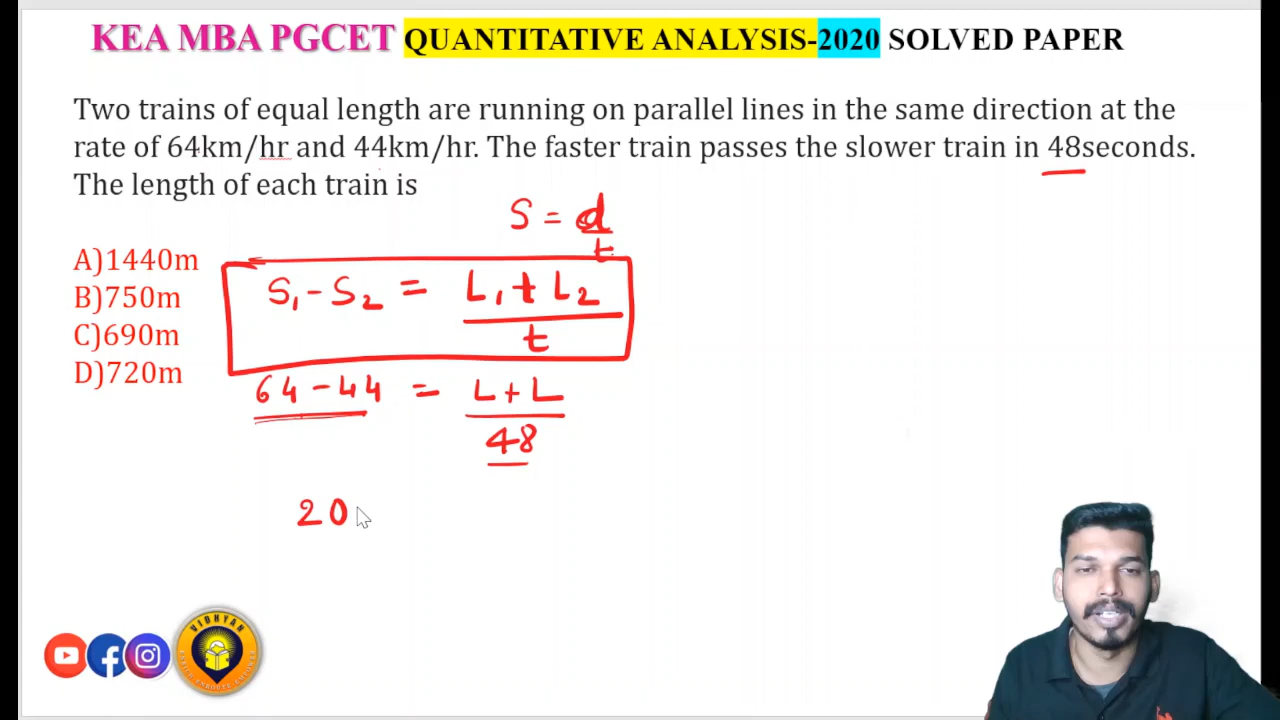 KEA MBA PGCET QUANTITATIVE ANALYSIS-2020 SOLVED PAPER
Two trains of equal length are running on parallel lines in the same direction at the
rate of 64km/hr and 44km/hr. The faster train passes the slower train in 48seconds.
The length of each train is
S = d/t
A)1440m
B)750m
C)690m
D)720m
S₁ - S₂ = L₁ + L₂ / t
64 - 44 = L + L / 48
20
VIDHYAN